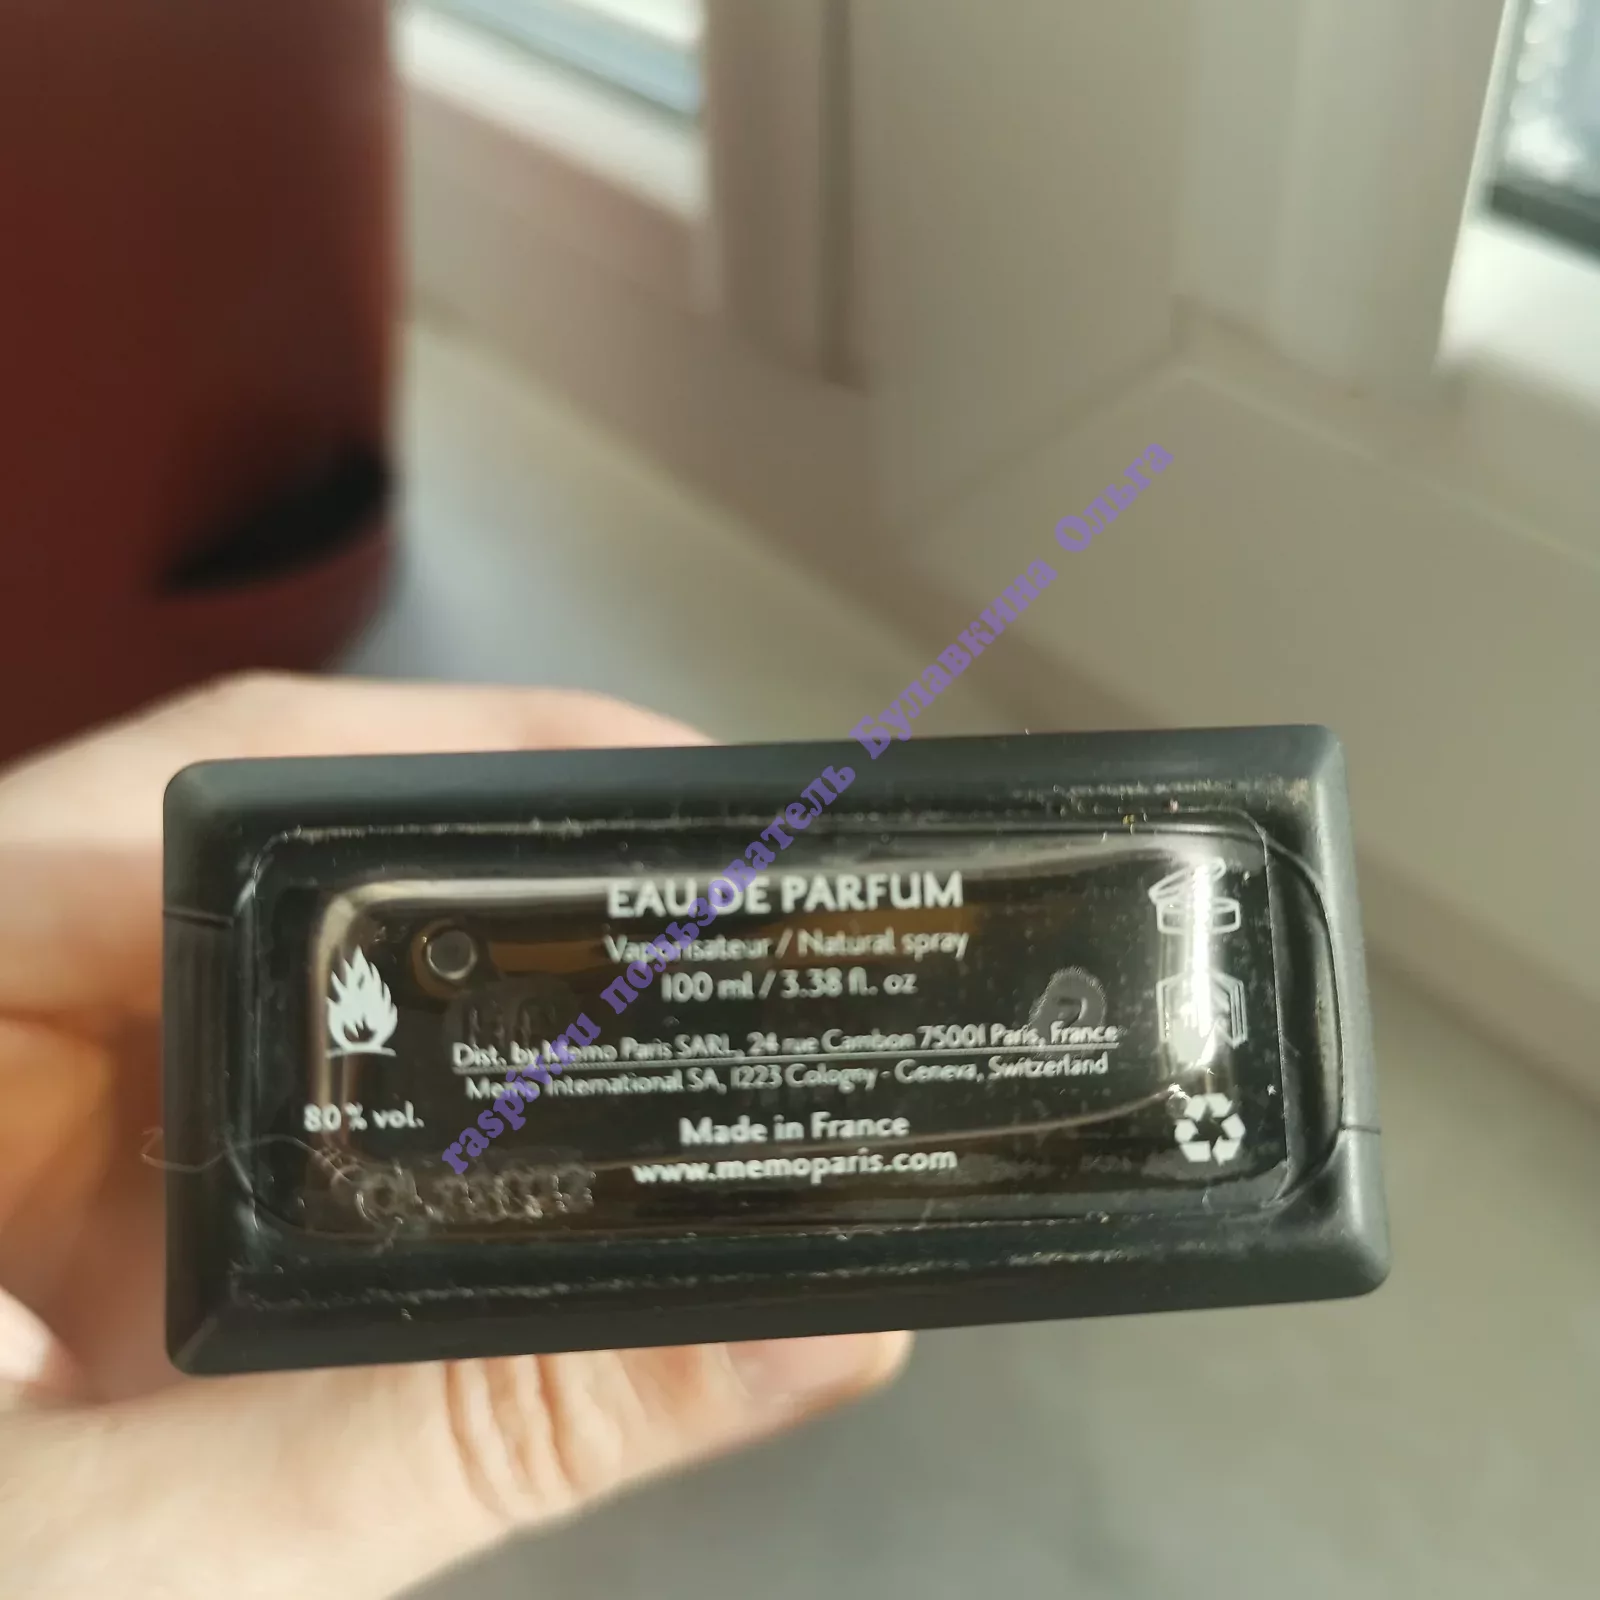 EAU DE PARFUM
Vaporisateur / Natural spray
100 ml / 3.38 fl. oz
Dist. by Memo Paris SARL, 24 rue Cambon 75001 Paris, France
Memo International SA, 1223 Cologny - Geneva, Switzerland
80 % vol.
Made in France
www.memoparis.com
raspiv.ru пользователь Булавкина Ольга